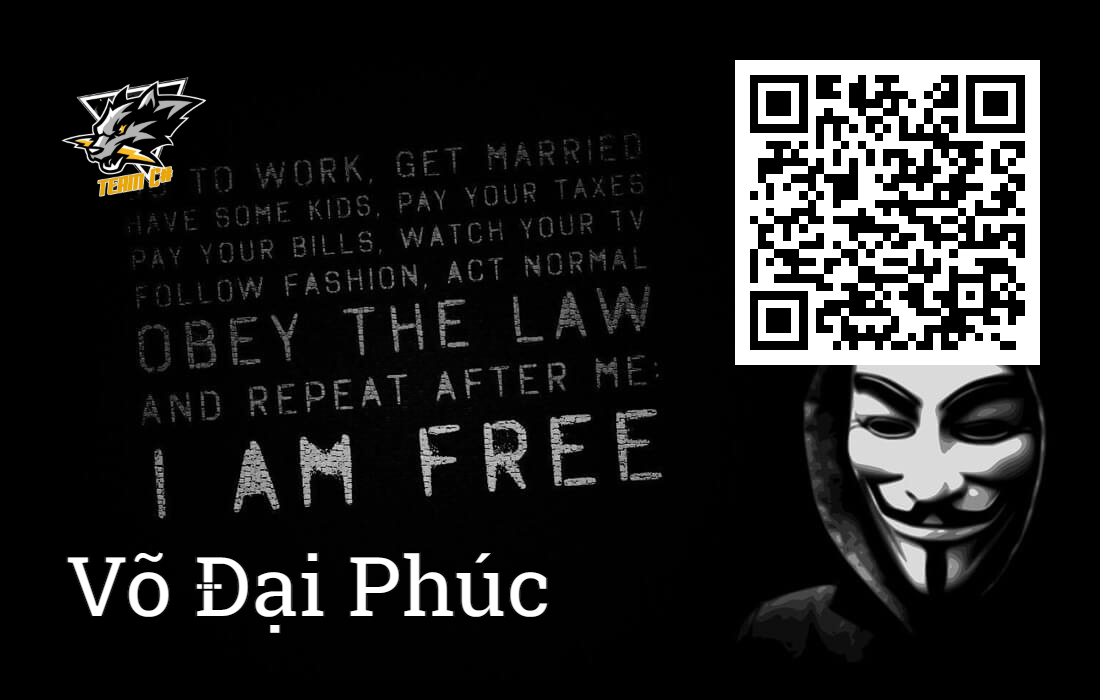 TEAM C#
TO WORK, GET MARRIED
HAVE SOME KIDS, PAY YOUR TAXES
PAY YOUR BILLS, WATCH YOUR TV
FOLLOW FASHION, ACT NORMAL
OBEY THE LAW
AND REPEAT AFTER ME:
I AM FREE
Võ Đại Phúc